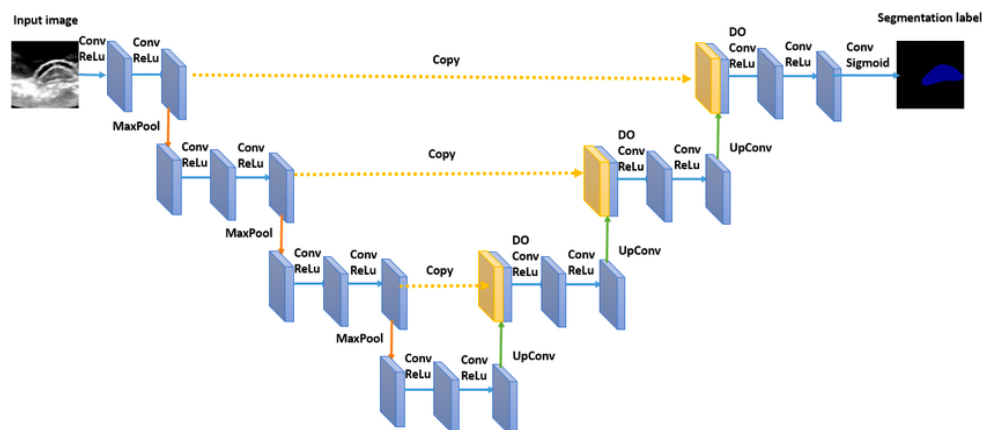 Input image
Segmentation label
Conv
ReLu
Conv
ReLu
Copy
DO
Conv
ReLu
Conv
ReLu
Conv
Sigmoid
MaxPool
UpConv
Conv
ReLu
Conv
ReLu
Copy
DO
Conv
ReLu
Conv
ReLu
MaxPool
UpConv
Conv
ReLu
Conv
ReLu
Copy
DO
Conv
ReLu
Conv
ReLu
MaxPool
UpConv
Conv
ReLu
Conv
ReLu